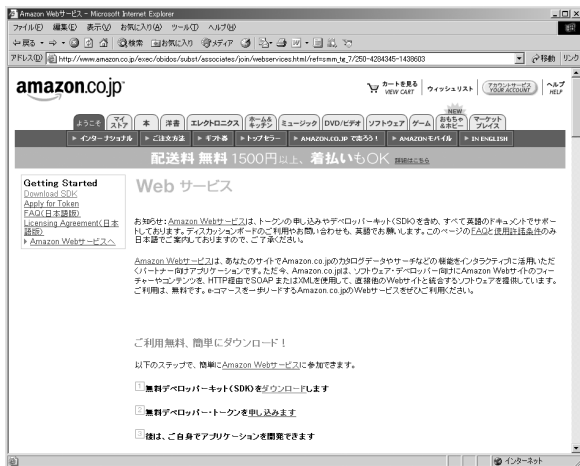 Amazon Webサービス - Microsoft Internet Explorer
ファイル(F) 編集(E) 表示(V) お気に入り(A) ツール(T) ヘルプ(H)
戻る 検索 お気に入り メディア
アドレス(D) http://www.amazon.co.jp/exec/obidos/subst/associates/join/webservices.html/ref=smm_tg_7/250-4284345-1438603 移動 リンク
amazon.co.jp
カートを見る VIEW CART ウィッシュリスト アカウントサービス YOUR ACCOUNT ヘルプ HELP
NEW
ようこそ マイストア 本 洋書 エレクトロニクス ホーム&キッチン ミュージック DVD/ビデオ ソフトウェア ゲーム おもちゃ&ホビー マーケットプレイス
インターナショナル ご注文方法 ギフト券 トップセラー AMAZON.CO.JP で売ろう! AMAZONモバイル IN ENGLISH
配送料 無料 1500円以上、着払いもOK 詳細はこちら
Getting Started
Download SDK
Apply for Token
FAQ(日本語版)
Licensing Agreement(日本
語版)
Amazon Webサービスへ
Web サービス
お知らせ:Amazon Webサービスは、トークンの申し込みやデベロッパーキット(SDK)を含め、すべて英語のドキュメントでサポー
トしております。ディスカッションボードのご利用やお問い合わせも、英語でお願いします。このページのFAQと使用許諾条件のみ
日本語でご案内しておりますので、ご了承ください。
Amazon Webサービスは、あなたのサイトでAmazon.co.jpのカタログデータやサーチなどの機能をインタラクティブに活用いただ
くパートナー向けアプリケーションです。ただ今、Amazon.co.jpは、ソフトウェア・デベロッパー向けにAmazon Webサイトのフィー
チャーやコンテンツを、HTTP経由でSOAP またはXMLを使用して、直接他のWebサイトと統合するソフトウェアを提供しています。
ご利用は、無料です。e-コマースを一歩リードするAmazon.co.jpのWebサービスをぜひご利用ください。
ご利用無料、簡単にダウンロード!
以下のステップで、簡単にAmazon Webサービスに参加できます。
1 無料デベロッパーキット(SDK)をダウンロードします
2 無料デベロッパー・トークンを申し込みます
3 後は、ご自身でアプリケーションを開発できます
インターネット